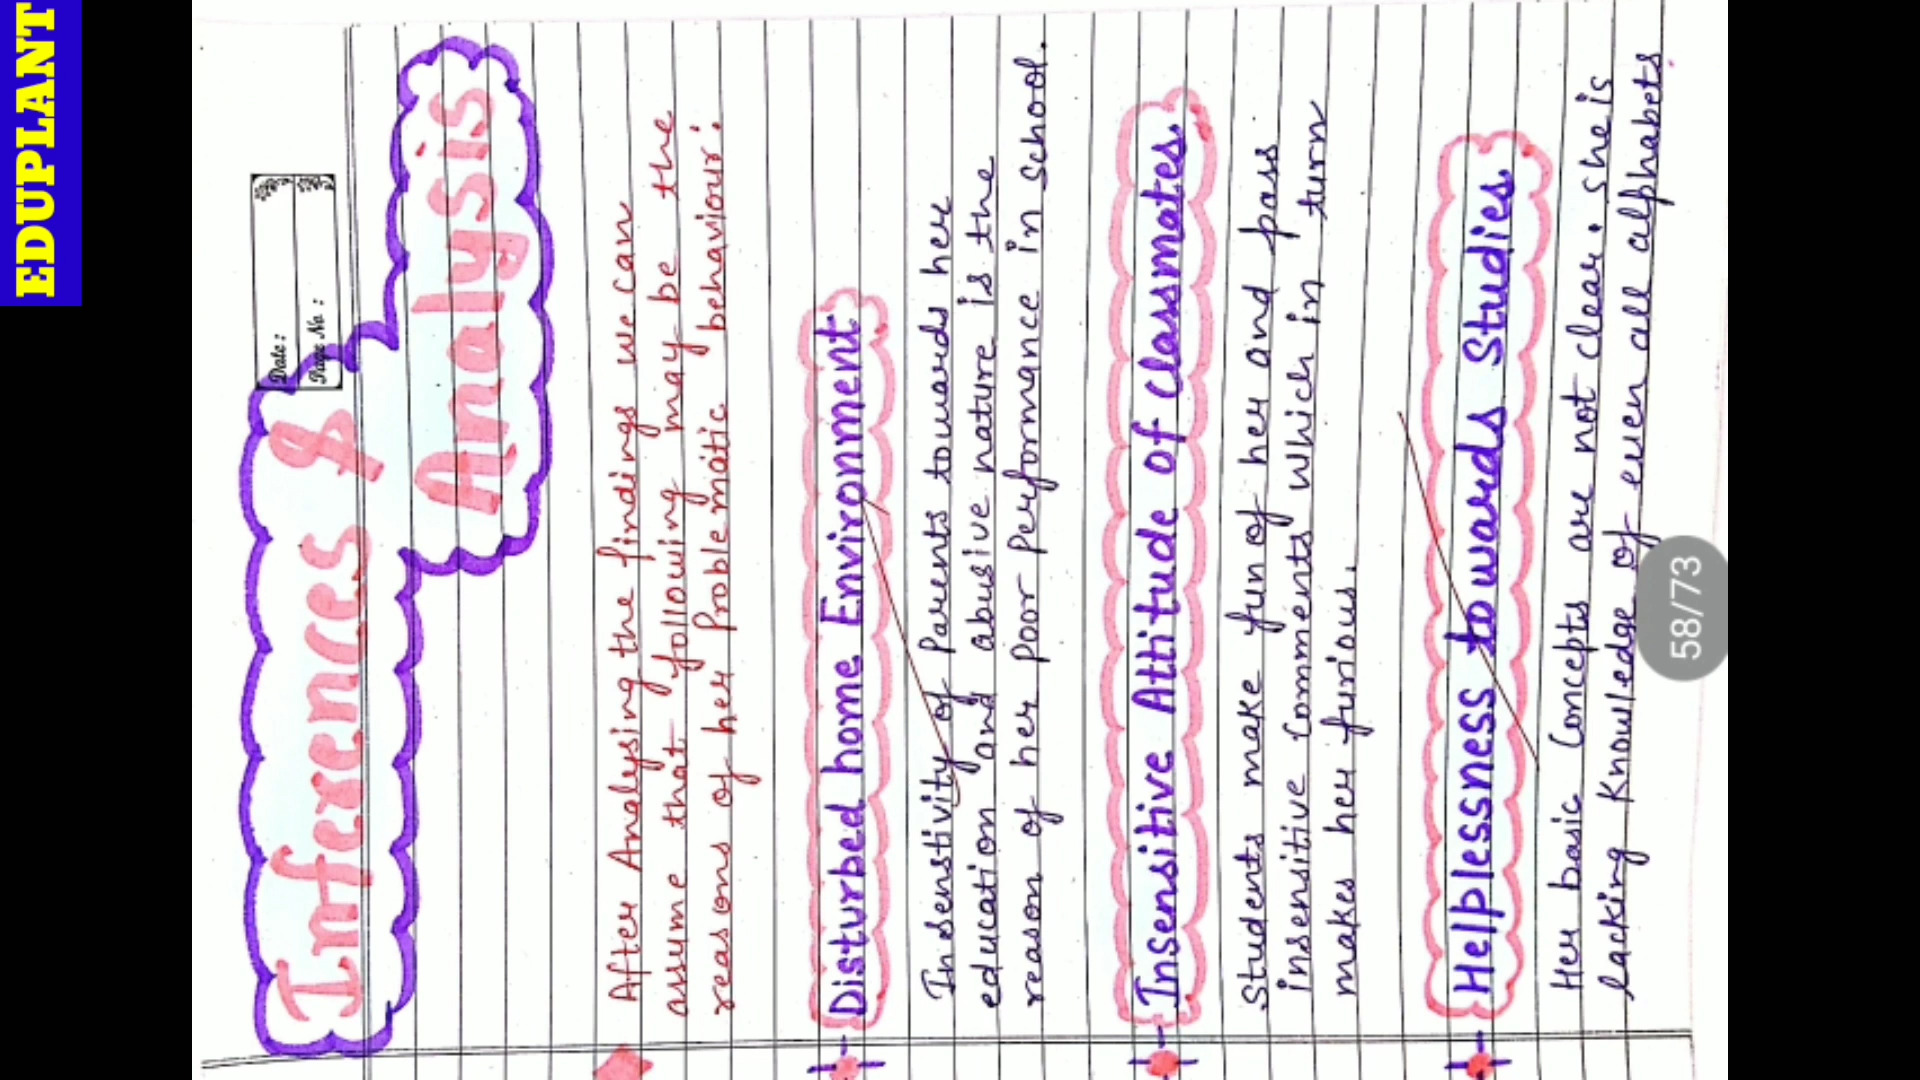 EDUPLANT
Date :
Page No :
Inferences &
Analysis
After Analysing the findings we can
assume that following may be the
reasons of her Problematic behaviour:
Disturbed home Environment
Insenstivity of Parents towards her
education and abusive nature is the
reason of her poor performance in school.
Insensitive Attitude of Classmates.
Students make fun of her and pass
insensitive comments which in turn
makes her furious.
Helplessness towards Studies.
Her basic Concepts are not clear. she is
lacking Knowledge of even all alphabets
58/73